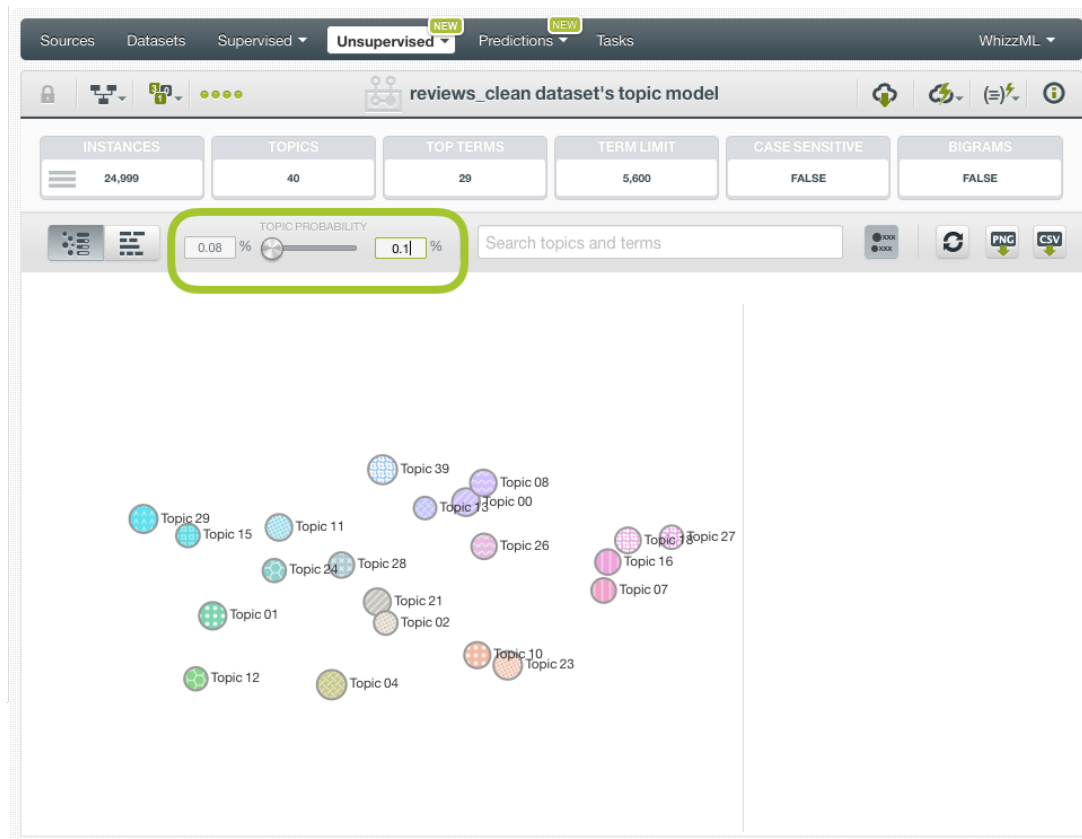 NEW NEW
Sources Datasets Supervised Unsupervised Predictions Tasks WhizzML
reviews_clean dataset's topic model
INSTANCES TOPICS TOP TERMS TERM LIMIT CASE SENSITIVE BIGRAMS
24,999 40 29 5,600 FALSE FALSE
TOPIC PROBABILITY
0.08 % 0.1 % Search topics and terms xxx xxx PNG CSV
Topic 39
Topic 08
Topic 00
Topic 13
Topic 29
Topic 15
Topic 11
Topic 26
Topic 18
Topic 27
Topic 16
Topic 24
Topic 28
Topic 07
Topic 21
Topic 01
Topic 02
Topic 10
Topic 23
Topic 12
Topic 04